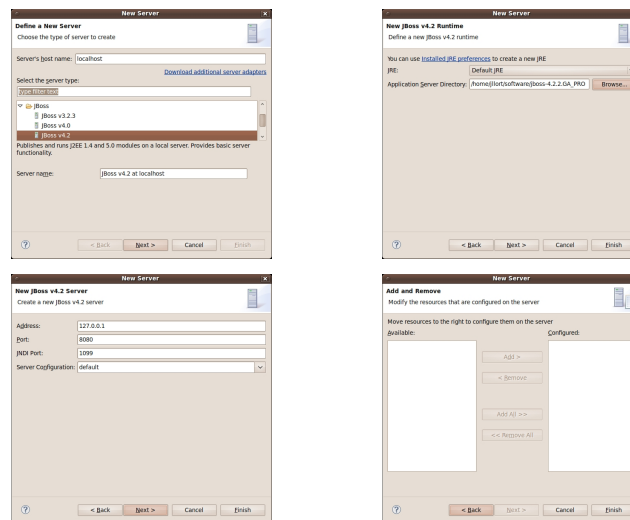 New Server
Define a New Server
Choose the type of server to create
Server's host name: localhost
Download additional server adapters
Select the server type:
type filter text
JBoss
JBoss v3.2.3
JBoss v4.0
JBoss v4.2
Publishes and runs J2EE 1.4 and 5.0 modules on a local server. Provides basic server
functionality.
Server name: JBoss v4.2 at localhost
< Back Next > Cancel Finish
New Server
New JBoss v4.2 Runtime
Define a new JBoss v4.2 runtime
You can use Installed JRE preferences to create a new JRE
JRE: Default JRE
Application Server Directory: /home/jllort/software/jboss-4.2.2.GA_PRO Browse...
< Back Next > Cancel Finish
New Server
New JBoss v4.2 Server
Create a new JBoss v4.2 server
Address: 127.0.0.1
Port: 8080
JNDI Port: 1099
Server Configuration: default
< Back Next > Cancel Finish
New Server
Add and Remove
Modify the resources that are configured on the server
Move resources to the right to configure them on the server
Available: Configured:
Add >
< Remove
Add All >>
<< Remove All
< Back Next > Cancel Finish